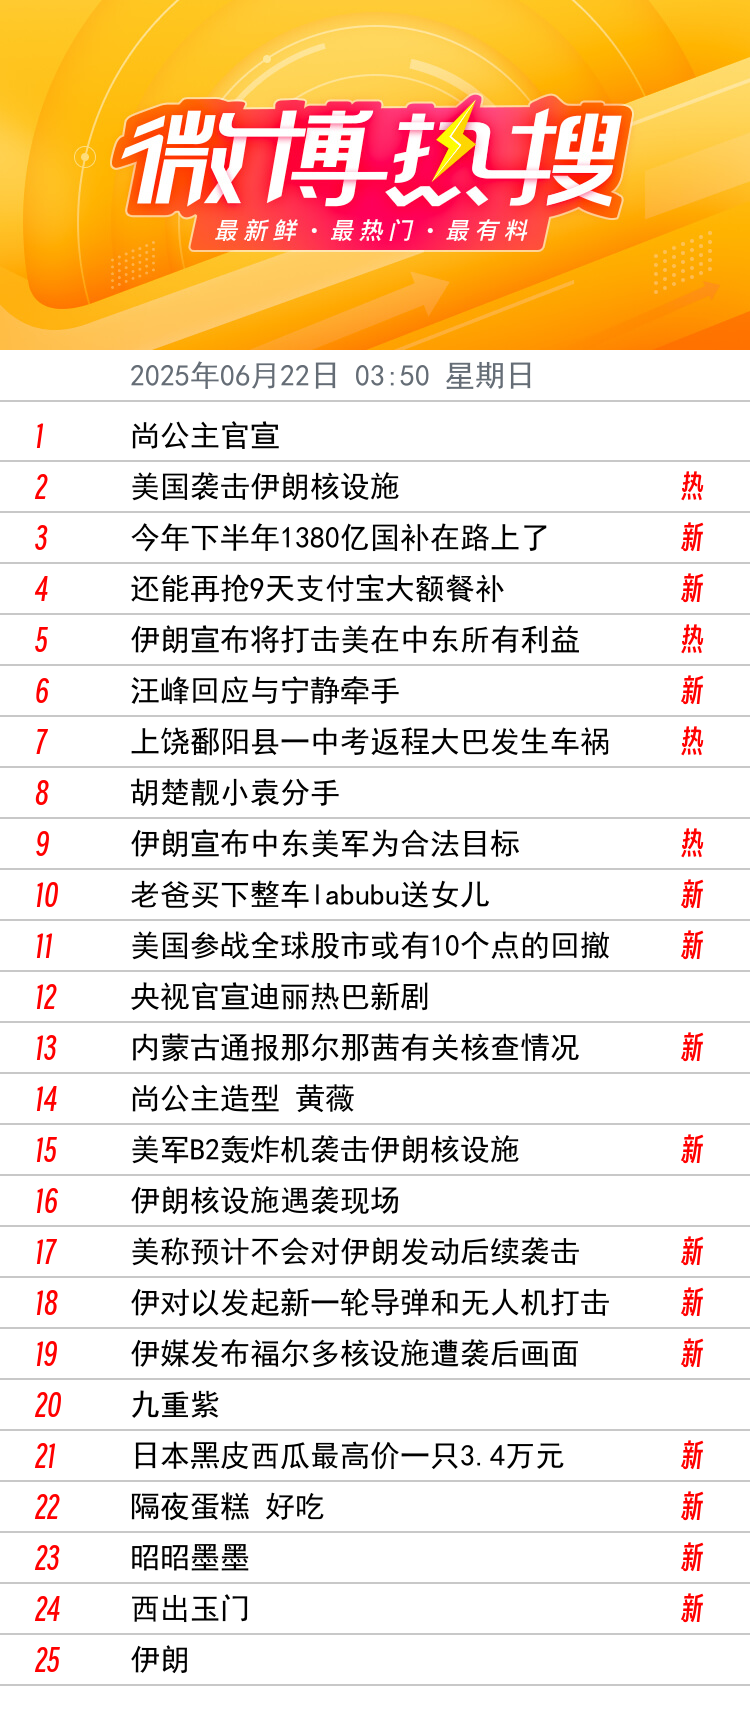 微博热搜
最新鲜·最热门·最有料
2025年06月22日 03:50 星期日
1 尚公主官宣
2 美国袭击伊朗核设施 热
3 今年下半年1380亿国补在路上了 新
4 还能再抢9天支付宝大额餐补 新
5 伊朗宣布将打击美在中东所有利益 热
6 汪峰回应与宁静牵手 新
7 上饶鄱阳县一中考返程大巴发生车祸 热
8 胡楚靓小袁分手
9 伊朗宣布中东美军为合法目标 热
10 老爸买下整车labubu送女儿 新
11 美国参战全球股市或有10个点的回撤 新
12 央视官宣迪丽热巴新剧
13 内蒙古通报那尔那茜有关核查情况 新
14 尚公主造型 黄薇
15 美军B2轰炸机袭击伊朗核设施 新
16 伊朗核设施遇袭现场
17 美称预计不会对伊朗发动后续袭击 新
18 伊对以发起新一轮导弹和无人机打击 新
19 伊媒发布福尔多核设施遭袭后画面 新
20 九重紫
21 日本黑皮西瓜最高价一只3.4万元 新
22 隔夜蛋糕 好吃 新
23 昭昭墨墨 新
24 西出玉门 新
25 伊朗